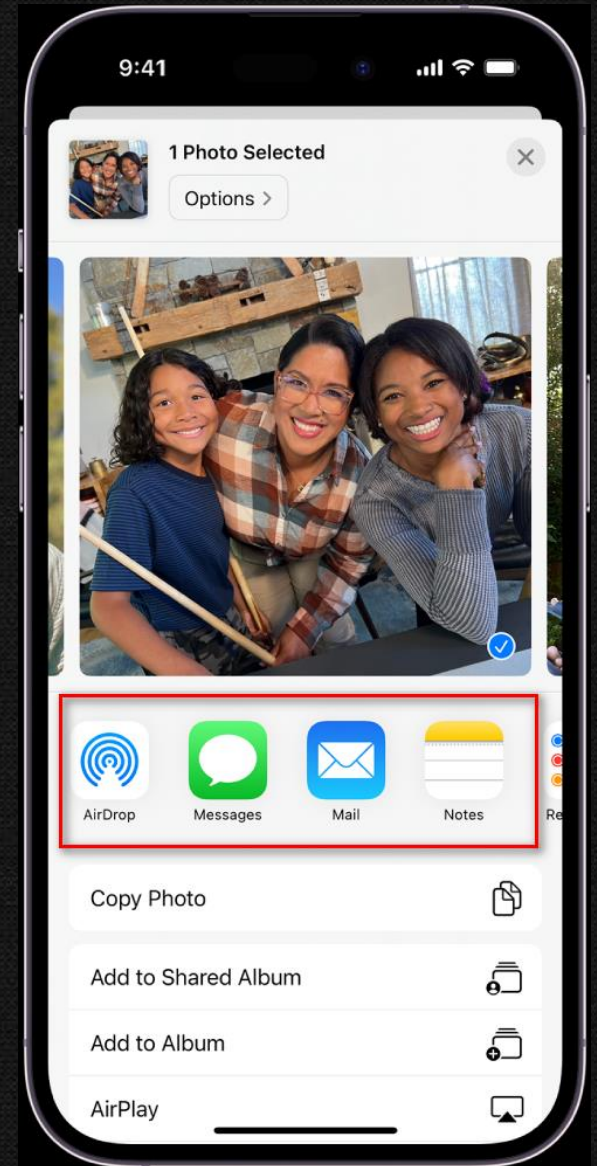 9:41
1 Photo Selected
Options >
AirDrop
Messages
Mail
Notes
Re
Copy Photo
Add to Shared Album
Add to Album
AirPlay